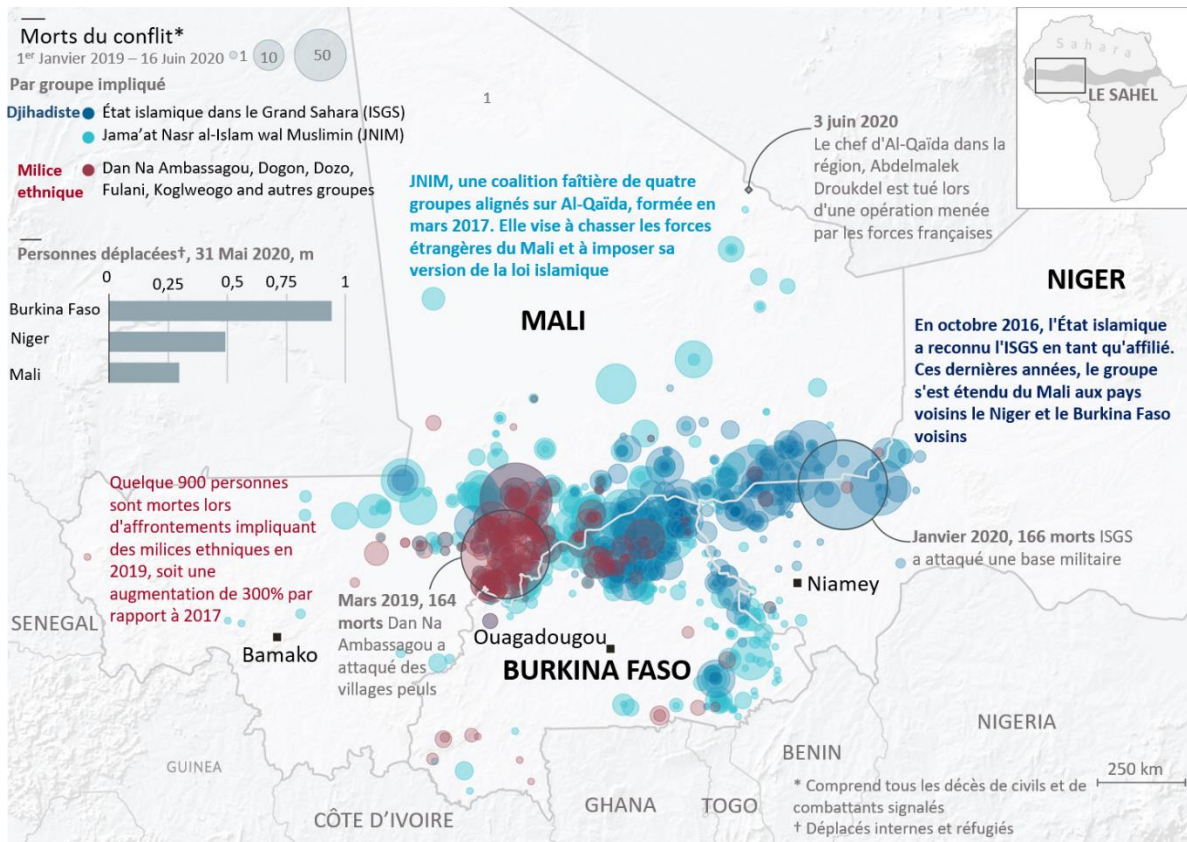 Morts du conflit*
1er Janvier 2019 – 16 Juin 2020
1
10
50
Par groupe impliqué
Djihadiste
État islamique dans le Grand Sahara (ISGS)
Jama’at Nasr al-Islam wal Muslimin (JNIM)
Milice
ethnique
Dan Na Ambassagou, Dogon, Dozo,
Fulani, Koglweogo and autres groupes
1
Sahara
LE SAHEL
3 juin 2020
Le chef d'Al-Qaïda dans la
région, Abdelmalek
Droukdel est tué lors
d'une opération menée
par les forces françaises
JNIM, une coalition faîtière de quatre
groupes alignés sur Al-Qaïda, formée en
mars 2017. Elle vise à chasser les forces
étrangères du Mali et à imposer sa
version de la loi islamique
Personnes déplacées†, 31 Mai 2020, m
0
0,25
0,5
0,75
1
Burkina Faso
Niger
Mali
MALI
NIGER
En octobre 2016, l'État islamique
a reconnu l'ISGS en tant qu'affilié.
Ces dernières années, le groupe
s'est étendu du Mali aux pays
voisins le Niger et le Burkina Faso
voisins
Quelque 900 personnes
sont mortes lors
d'affrontements impliquant
des milices ethniques en
2019, soit une
augmentation de 300% par
rapport à 2017
Janvier 2020, 166 morts ISGS
a attaqué une base militaire
Mars 2019, 164
morts Dan Na
Ambassagou a
attaqué des
villages peuls
Niamey
SENEGAL
Bamako
Ouagadougou
BURKINA FASO
NIGERIA
BENIN
GUINEA
CÔTE D’IVOIRE
GHANA
TOGO
250 km
* Comprend tous les décès de civils et de
combattants signalés
† Déplacés internes et réfugiés